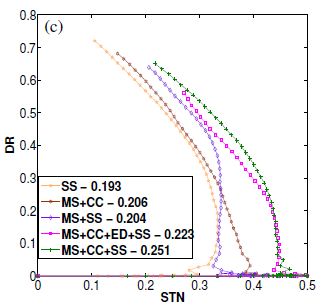 0.8
(c)
0.7
0.6
0.5
DR
0.4
0.3
SS – 0.193
MS+CC – 0.206
0.2
MS+SS – 0.204
MS+CC+ED+SS – 0.223
0.1
MS+CC+SS – 0.251
0
0 0.1 0.2 0.3 0.4 0.5
STN